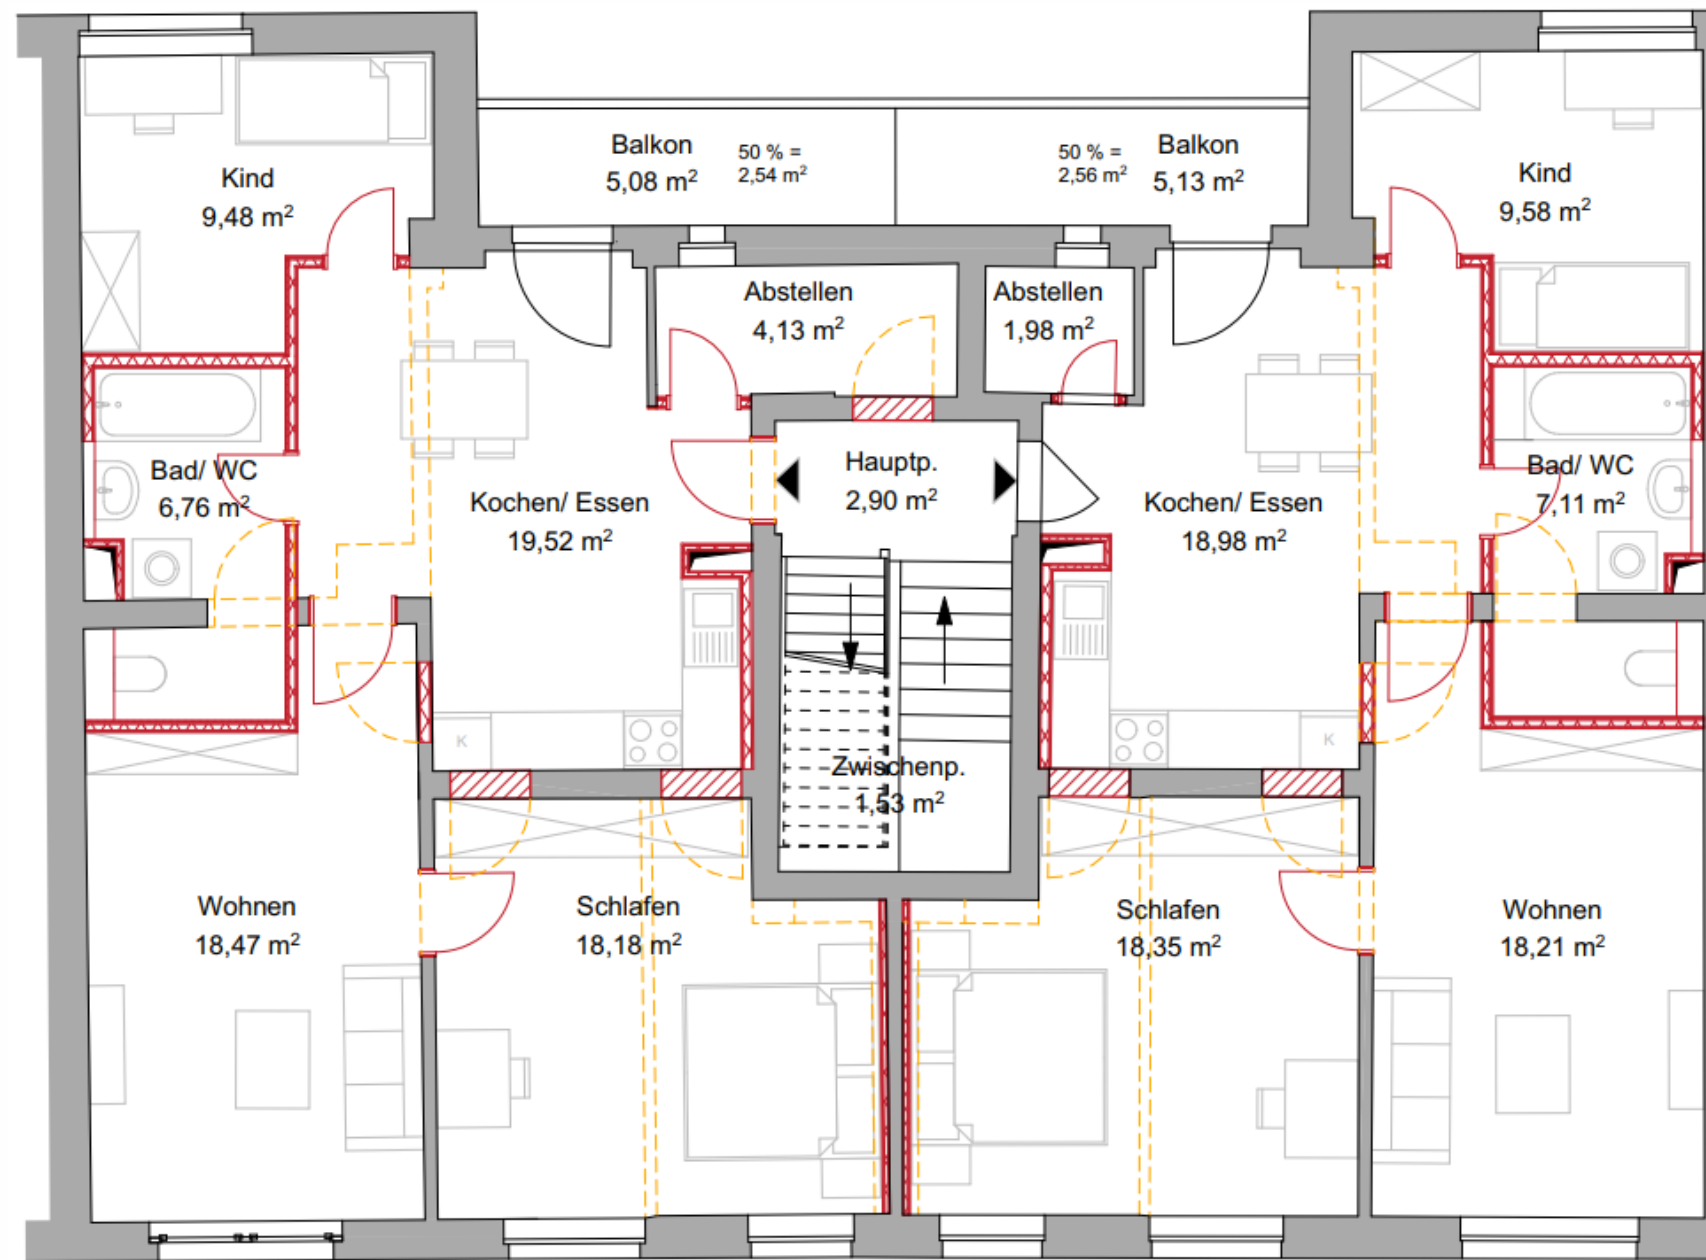 Balkon
5,08 m²
50 % =
2,54 m²
50 % =
2,56 m²
Balkon
5,13 m²
Kind
9,48 m²
Kind
9,58 m²
Abstellen
4,13 m²
Abstellen
1,98 m²
Bad/ WC
6,76 m²
Kochen/ Essen
19,52 m²
Hauptp.
2,90 m²
Kochen/ Essen
18,98 m²
Bad/ WC
7,11 m²
K
K
Zwischenp.
1,53 m²
Wohnen
18,47 m²
Schlafen
18,18 m²
Schlafen
18,35 m²
Wohnen
18,21 m²